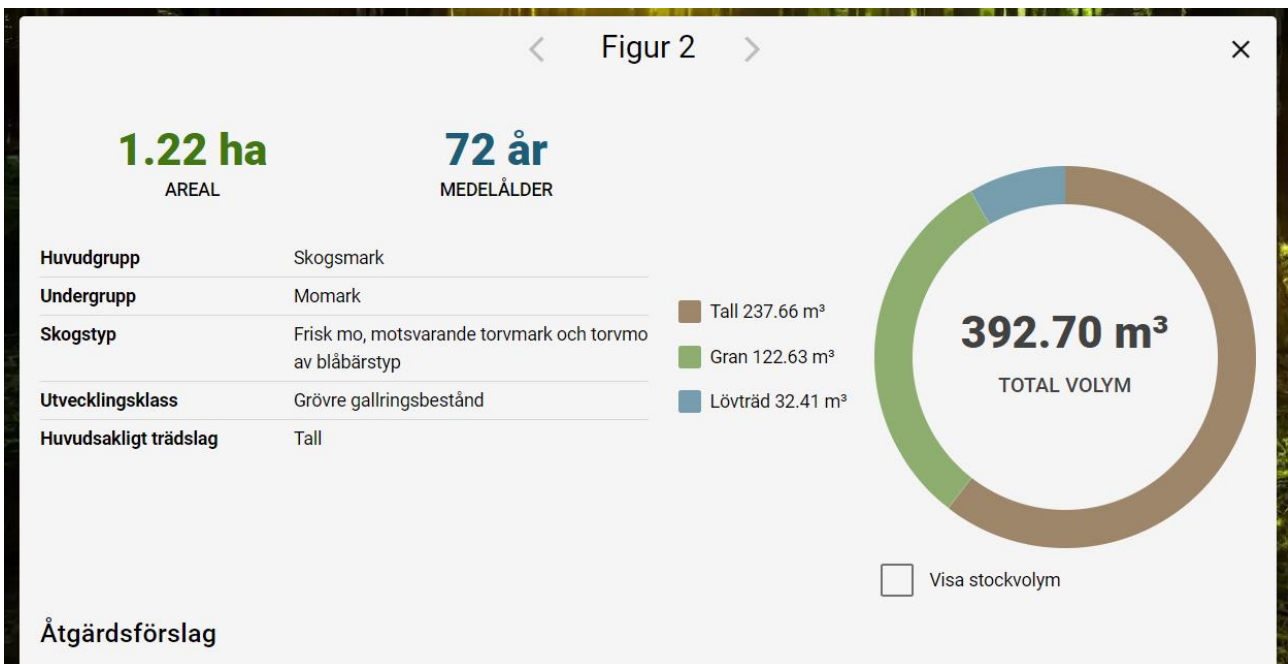 Figur 2
1.22 ha
AREAL
72 år
MEDELÅLDER
Huvudgrupp Skogsmark
Undergrupp Momark
Skogstyp Frisk mo, motsvarande torvmark och torvmo
av blåbärstyp
Utvecklingsklass Grövre gallringsbestånd
Huvudsakligt trädslag Tall
Tall 237.66 m³
Gran 122.63 m³
Lövträd 32.41 m³
392.70 m³
TOTAL VOLYM
Visa stockvolym
Åtgärdsförslag